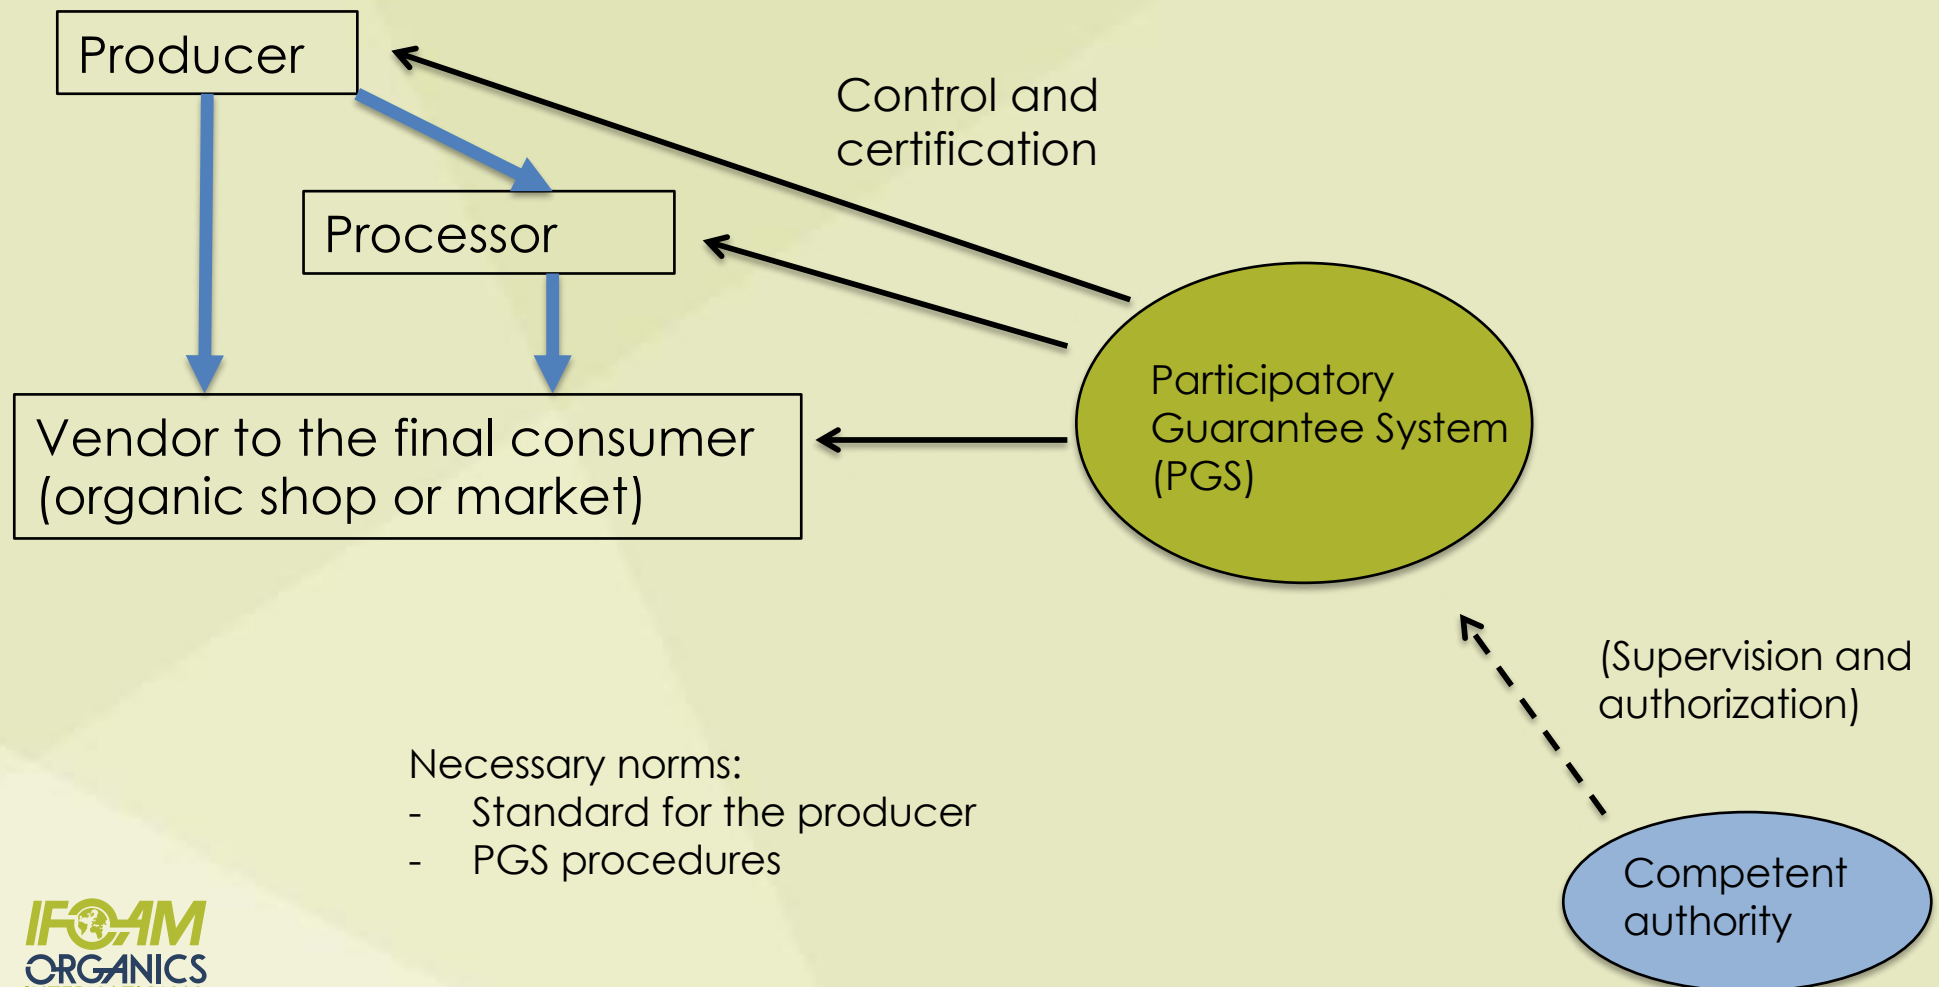 Producer
Control and
certification
Processor
Participatory
Guarantee System
(PGS)
Vendor to the final consumer
(organic shop or market)
(Supervision and
authorization)
Necessary norms:
- Standard for the producer
- PGS procedures
Competent
authority
IFOAM
ORGANICS